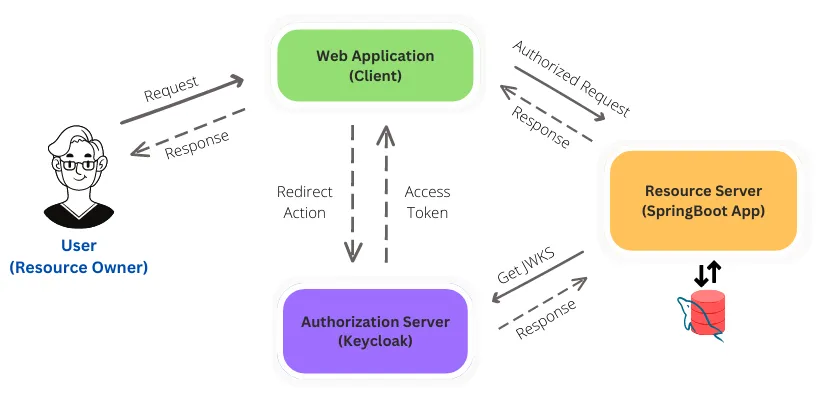 Web Application
(Client)
Request
Response
Authorized Request
Response
User
(Resource Owner)
Redirect
Action
Access
Token
Resource Server
(SpringBoot App)
Get JWKS
Response
Authorization Server
(Keycloak)